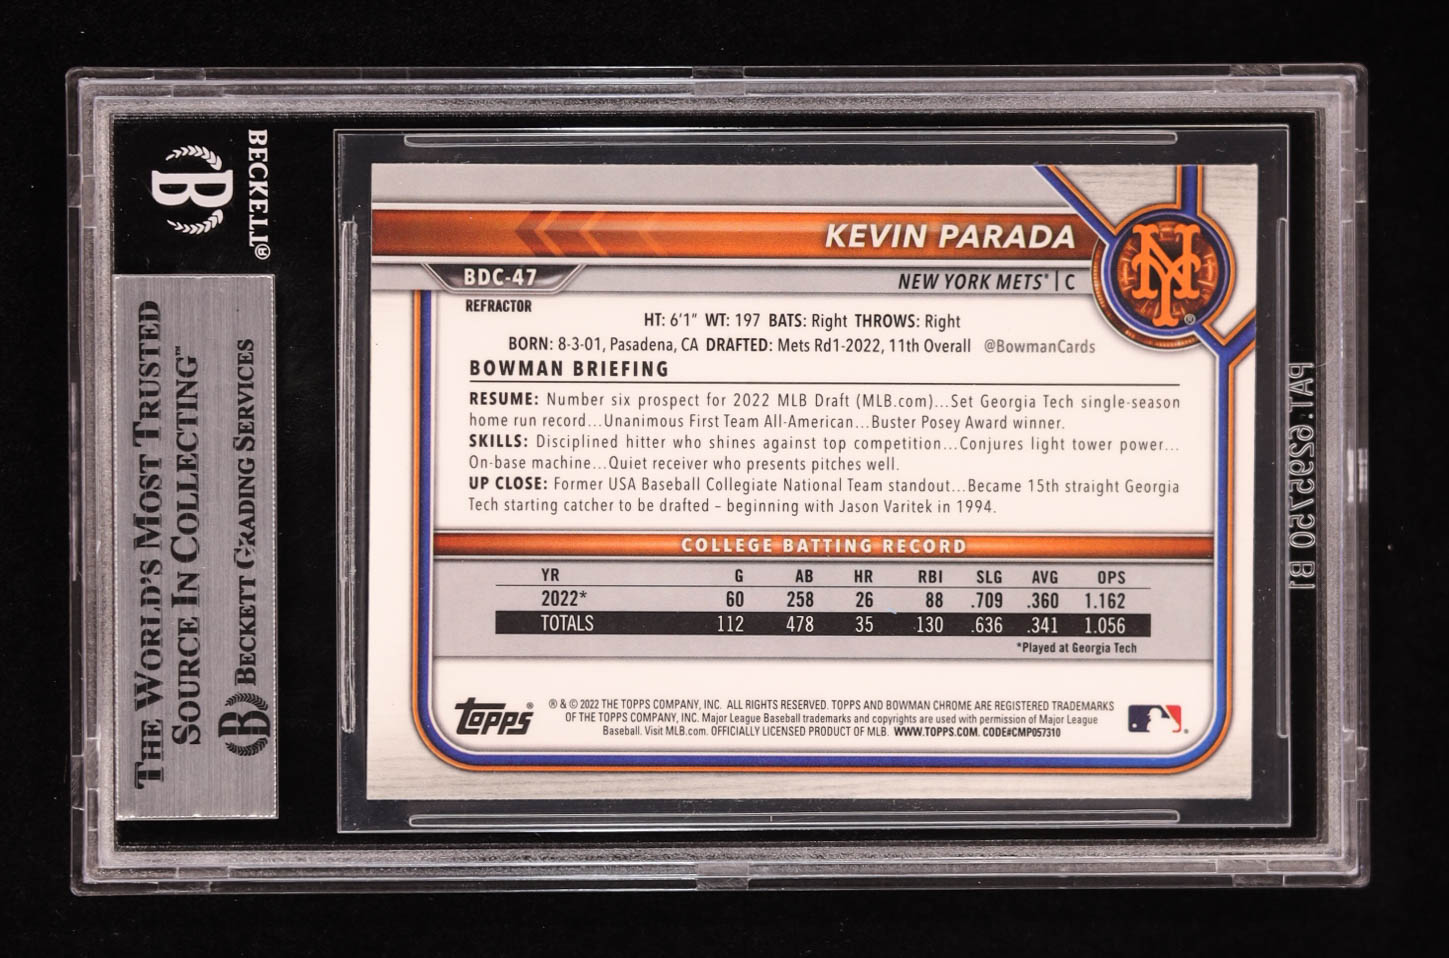 BECKETT®
B
THE WORLD'S MOST TRUSTED
SOURCE IN COLLECTING™
B BECKETT GRADING SERVICES
KEVIN PARADA
BDC-47
NEW YORK METS® | C
NY
®
REFRACTOR
HT: 6'1" WT: 197 BATS: Right THROWS: Right
BORN: 8-3-01, Pasadena, CA DRAFTED: Mets Rd1-2022, 11th Overall @BowmanCards
BOWMAN BRIEFING
RESUME: Number six prospect for 2022 MLB Draft (MLB.com)...Set Georgia Tech single-season
home run record...Unanimous First Team All-American...Buster Posey Award winner.
SKILLS: Disciplined hitter who shines against top competition...Conjures light tower power...
On-base machine...Quiet receiver who presents pitches well.
UP CLOSE: Former USA Baseball Collegiate National Team standout...Became 15th straight Georgia
Tech starting catcher to be drafted – beginning with Jason Varitek in 1994.
COLLEGE BATTING RECORD
YR G AB HR RBI SLG AVG OPS
2022* 60 258 26 88 .709 .360 1.162
TOTALS 112 478 35 130 .636 .341 1.056
*Played at Georgia Tech
Topps®
® & © 2022 THE TOPPS COMPANY, INC. ALL RIGHTS RESERVED. TOPPS AND BOWMAN CHROME ARE REGISTERED TRADEMARKS
OF THE TOPPS COMPANY, INC. Major League Baseball trademarks and copyrights are used with permission of Major League
Baseball. Visit MLB.com. OFFICIALLY LICENSED PRODUCT OF MLB. WWW.TOPPS.COM. CODE#CMP057310